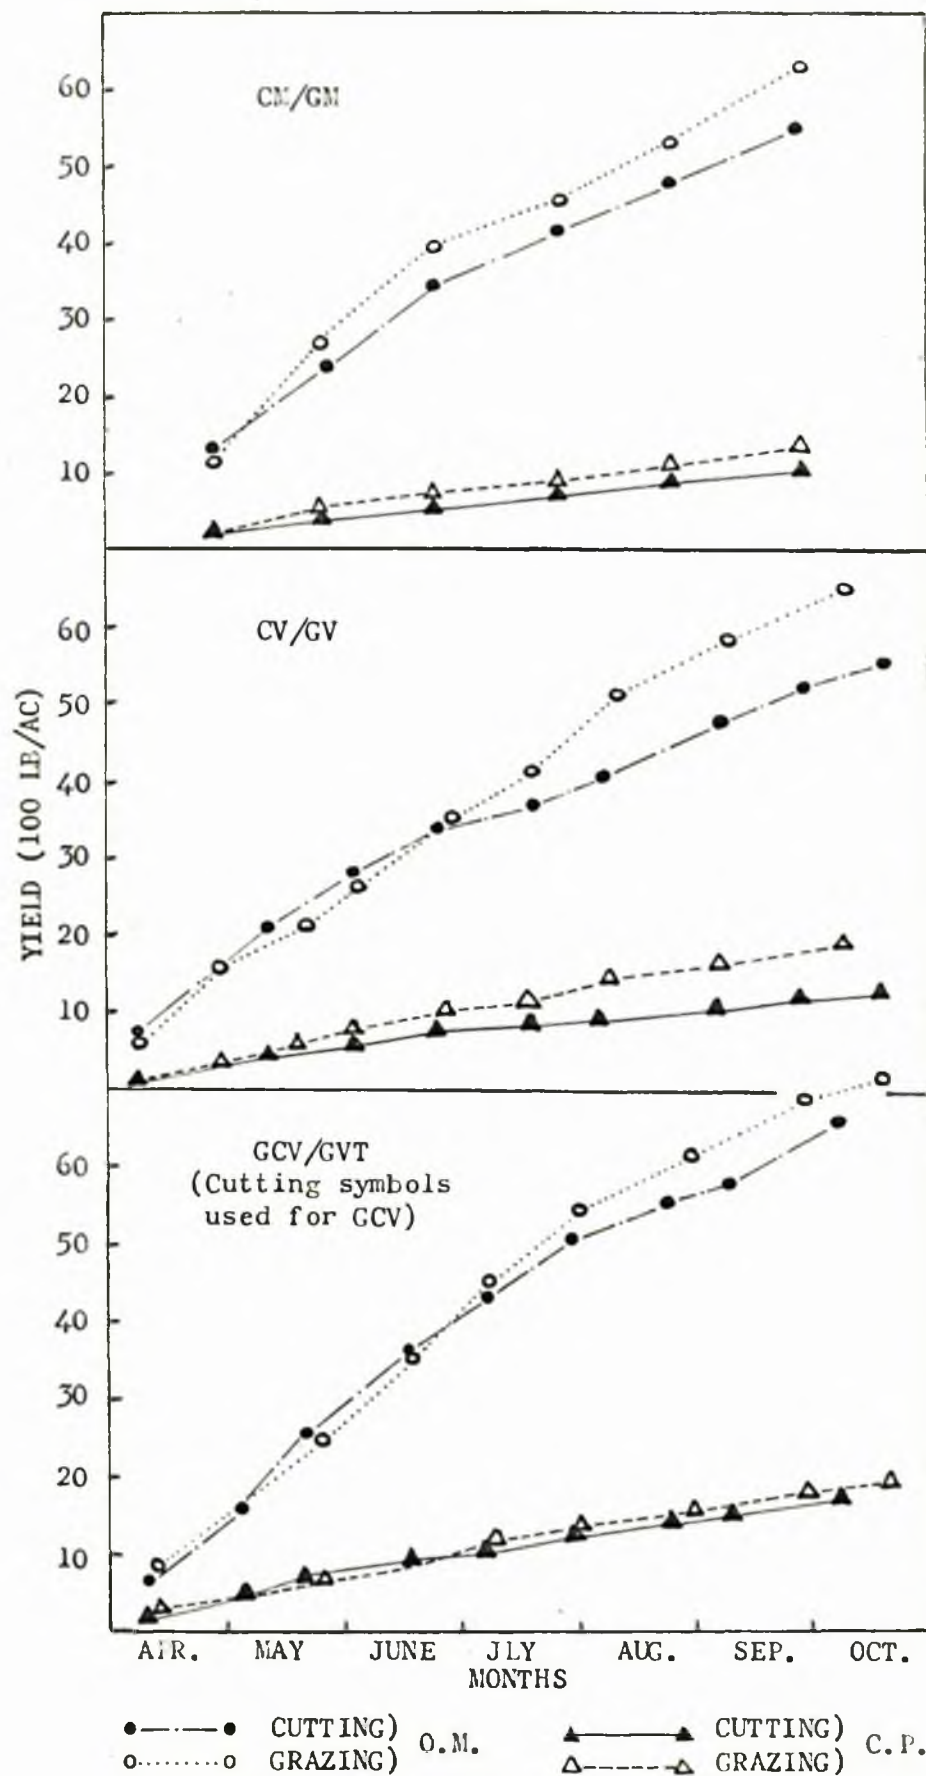 60
50
40
30
20
10
CM/GM
60
50
40
30
20
10
CV/GV
YIELD (100 LB/AC)
60
50
40
30
20
10
GCV/GVT
(Cutting symbols
used for GCV)
AIR. MAY JUNE JLY AUG. SEP. OCT.
MONTHS
CUTTING) O.M. CUTTING) C.P.
GRAZING) GRAZING)